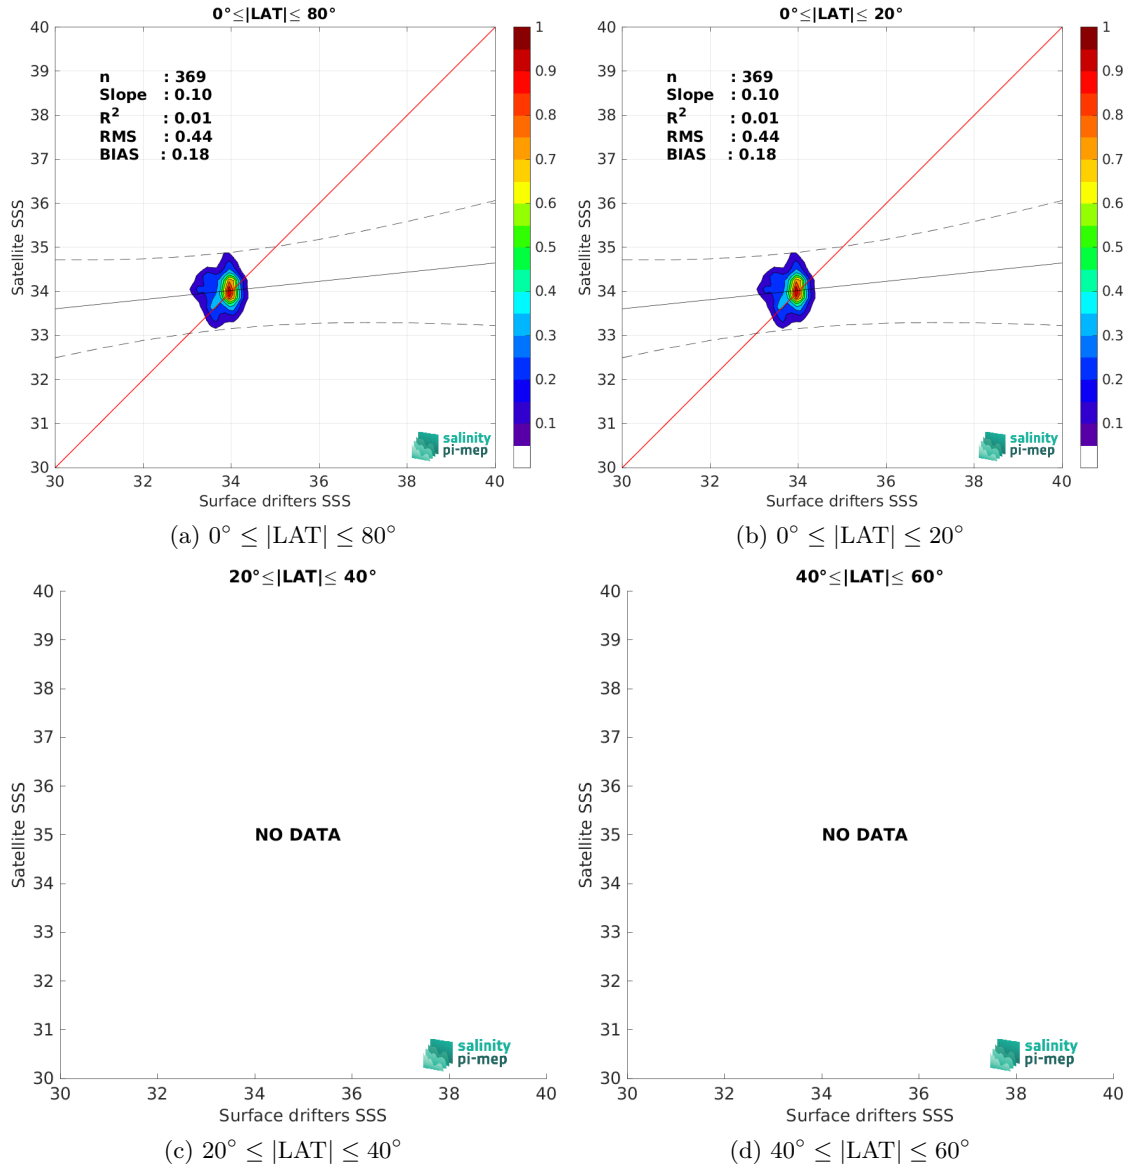 0°≤|LAT|≤ 80°
40
39
38
37
36
35
34
33
32
31
30
Satellite SSS
n : 369
Slope : 0.10
R² : 0.01
RMS : 0.44
BIAS : 0.18
salinity
pi-mep
30 32 34 36 38 40
Surface drifters SSS
1
0.9
0.8
0.7
0.6
0.5
0.4
0.3
0.2
0.1
(a) 0° ≤ |LAT| ≤ 80°
0°≤|LAT|≤ 20°
40
39
38
37
36
35
34
33
32
31
30
Satellite SSS
n : 369
Slope : 0.10
R² : 0.01
RMS : 0.44
BIAS : 0.18
salinity
pi-mep
30 32 34 36 38 40
Surface drifters SSS
1
0.9
0.8
0.7
0.6
0.5
0.4
0.3
0.2
0.1
(b) 0° ≤ |LAT| ≤ 20°
20°≤|LAT|≤ 40°
40
39
38
37
36
35
34
33
32
31
30
Satellite SSS
NO DATA
salinity
pi-mep
30 32 34 36 38 40
Surface drifters SSS
(c) 20° ≤ |LAT| ≤ 40°
40°≤|LAT|≤ 60°
40
39
38
37
36
35
34
33
32
31
30
Satellite SSS
NO DATA
salinity
pi-mep
30 32 34 36 38 40
Surface drifters SSS
(d) 40° ≤ |LAT| ≤ 60°